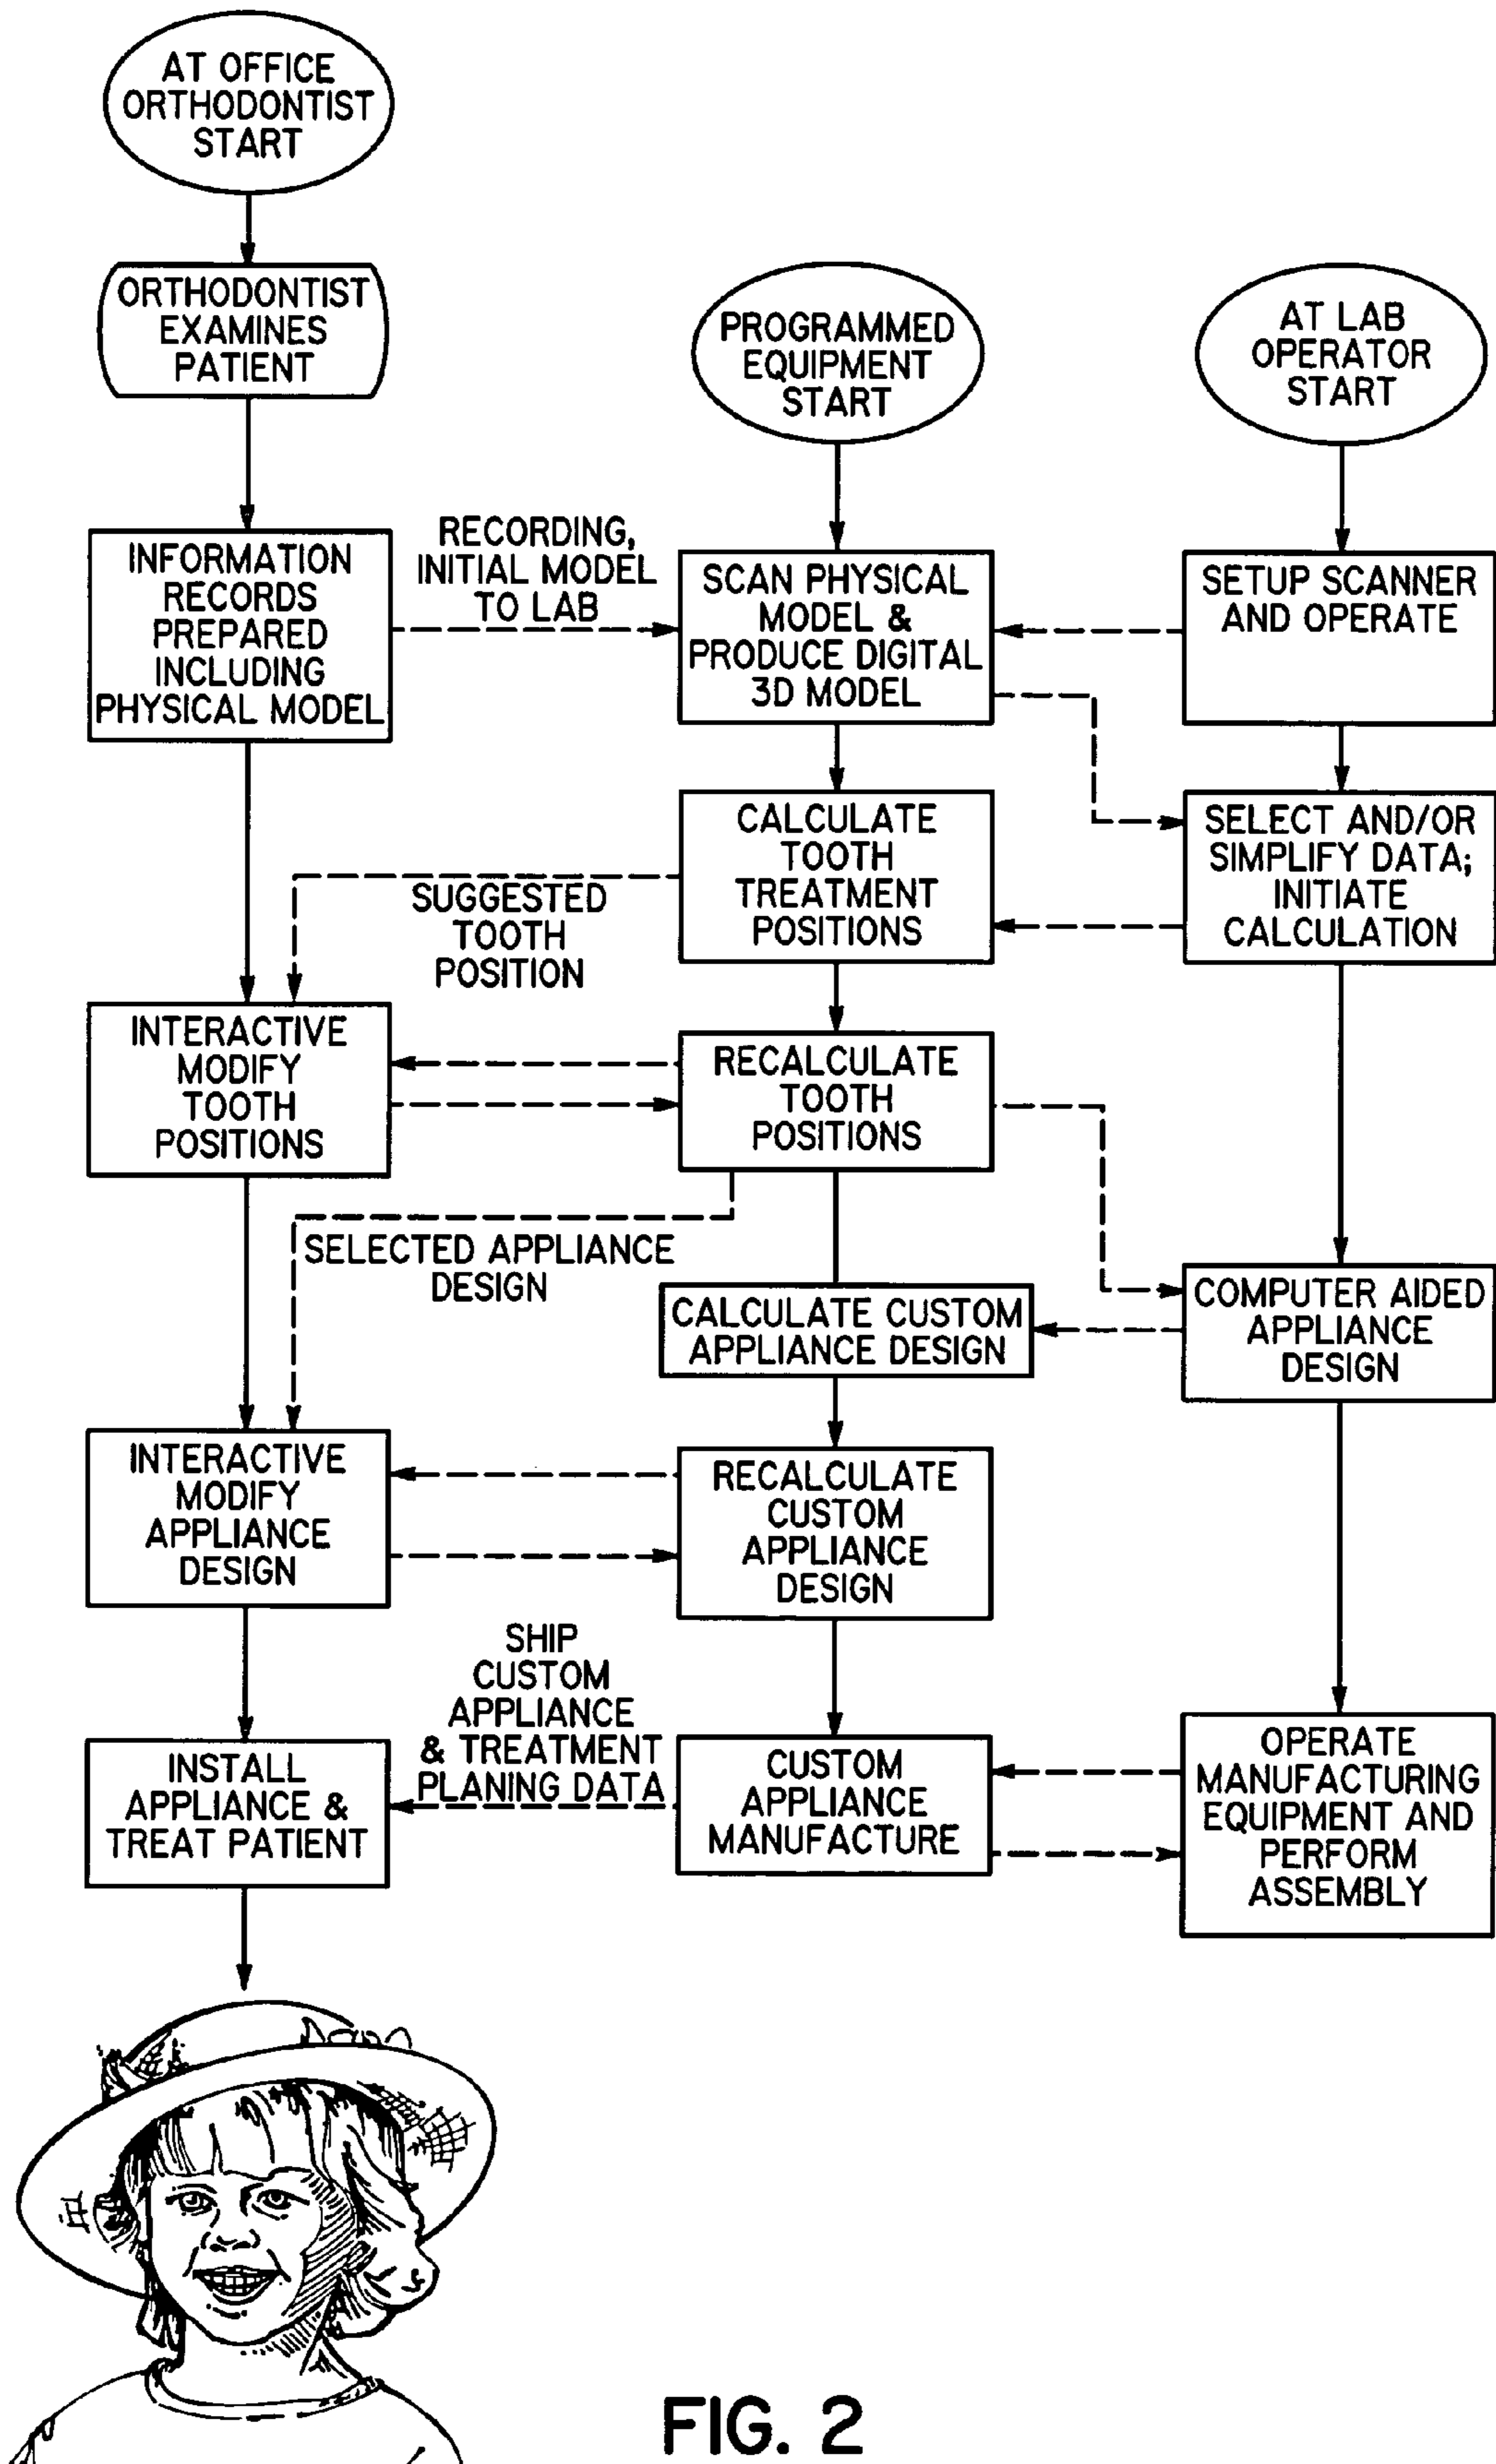 AT OFFICE
ORTHODONTIST
START
ORTHODONTIST
EXAMINES
PATIENT
PROGRAMMED
EQUIPMENT
START
AT LAB
OPERATOR
START
INFORMATION
RECORDS
PREPARED
INCLUDING
PHYSICAL MODEL
RECORDING,
INITIAL MODEL
TO LAB
SCAN PHYSICAL
MODEL &
PRODUCE DIGITAL
3D MODEL
SETUP SCANNER
AND OPERATE
CALCULATE
TOOTH
TREATMENT
POSITIONS
SELECT AND/OR
SIMPLIFY DATA;
INITIATE
CALCULATION
SUGGESTED
TOOTH
POSITION
INTERACTIVE
MODIFY
TOOTH
POSITIONS
RECALCULATE
TOOTH
POSITIONS
SELECTED APPLIANCE
DESIGN
CALCULATE CUSTOM
APPLIANCE DESIGN
COMPUTER AIDED
APPLIANCE
DESIGN
INTERACTIVE
MODIFY
APPLIANCE
DESIGN
RECALCULATE
CUSTOM
APPLIANCE
DESIGN
SHIP
CUSTOM
APPLIANCE
& TREATMENT
PLANING DATA
INSTALL
APPLIANCE &
TREAT PATIENT
CUSTOM
APPLIANCE
MANUFACTURE
OPERATE
MANUFACTURING
EQUIPMENT AND
PERFORM
ASSEMBLY
FIG. 2